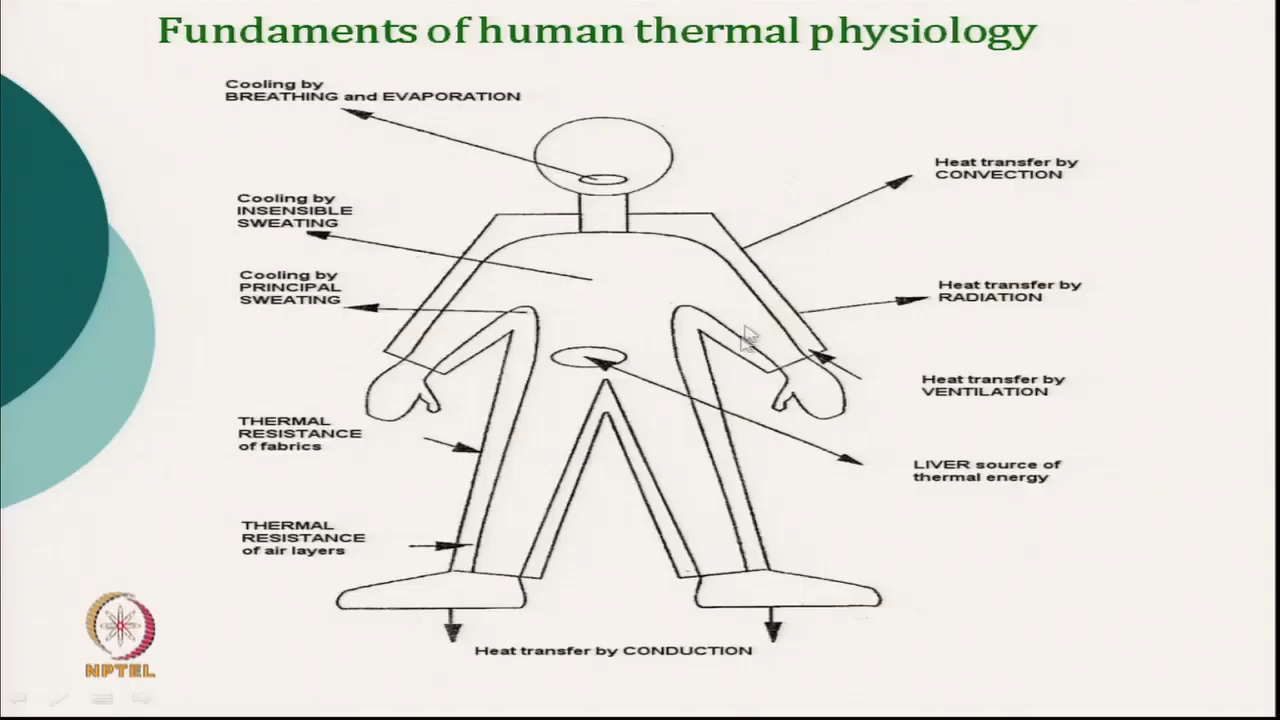 Fundaments of human thermal physiology
Cooling by
BREATHING and EVAPORATION
Cooling by
INSENSIBLE
SWEATING
Cooling by
PRINCIPAL
SWEATING
THERMAL
RESISTANCE
of fabrics
THERMAL
RESISTANCE
of air layers
Heat transfer by
CONVECTION
Heat transfer by
RADIATION
Heat transfer by
VENTILATION
LIVER source of
thermal energy
Heat transfer by CONDUCTION
NPTEL